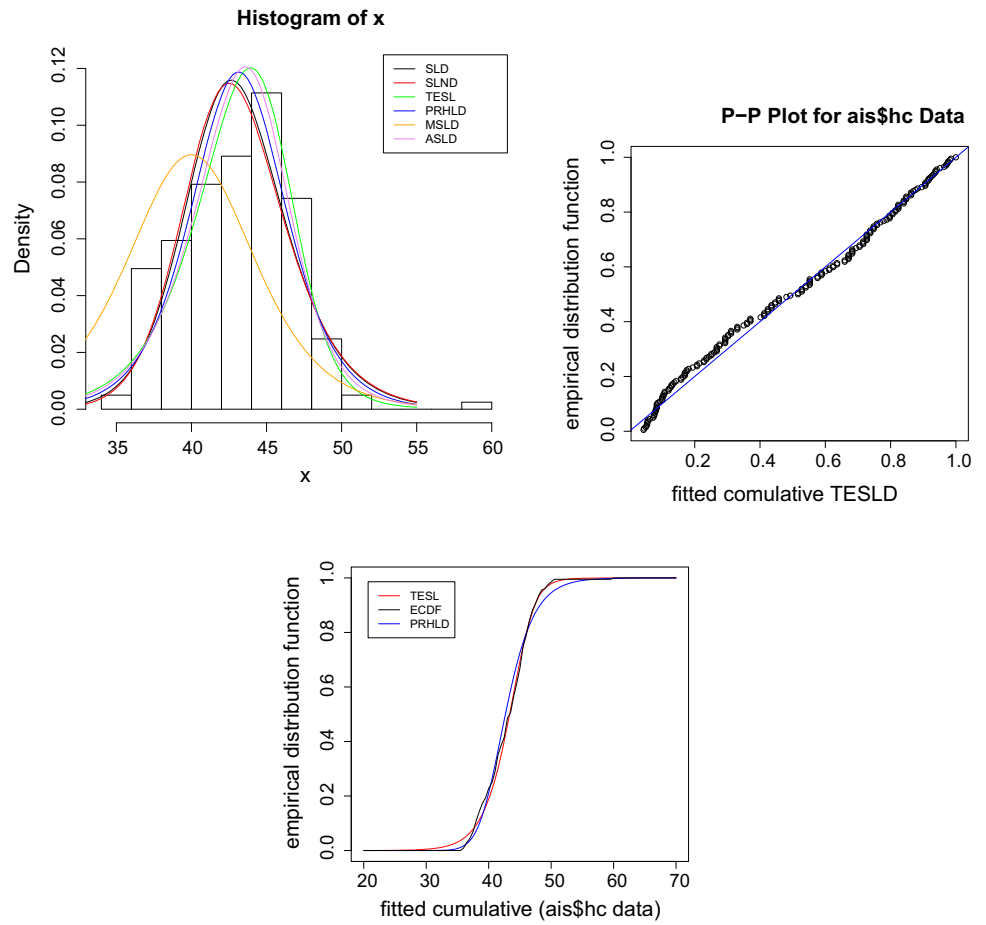 Histogram of x
SLD
SLND
TESL
PRHLD
MSLD
ASLD
Density
0.00 0.02 0.04 0.06 0.08 0.10 0.12
35 40 45 50 55 60
x
P−P Plot for ais$hc Data
empirical distribution function
0.0 0.2 0.4 0.6 0.8 1.0
0.2 0.4 0.6 0.8 1.0
fitted comulative TESLD
TESL
ECDF
PRHLD
empirical distribution function
0.0 0.2 0.4 0.6 0.8 1.0
20 30 40 50 60 70
fitted cumulative (ais$hc data)